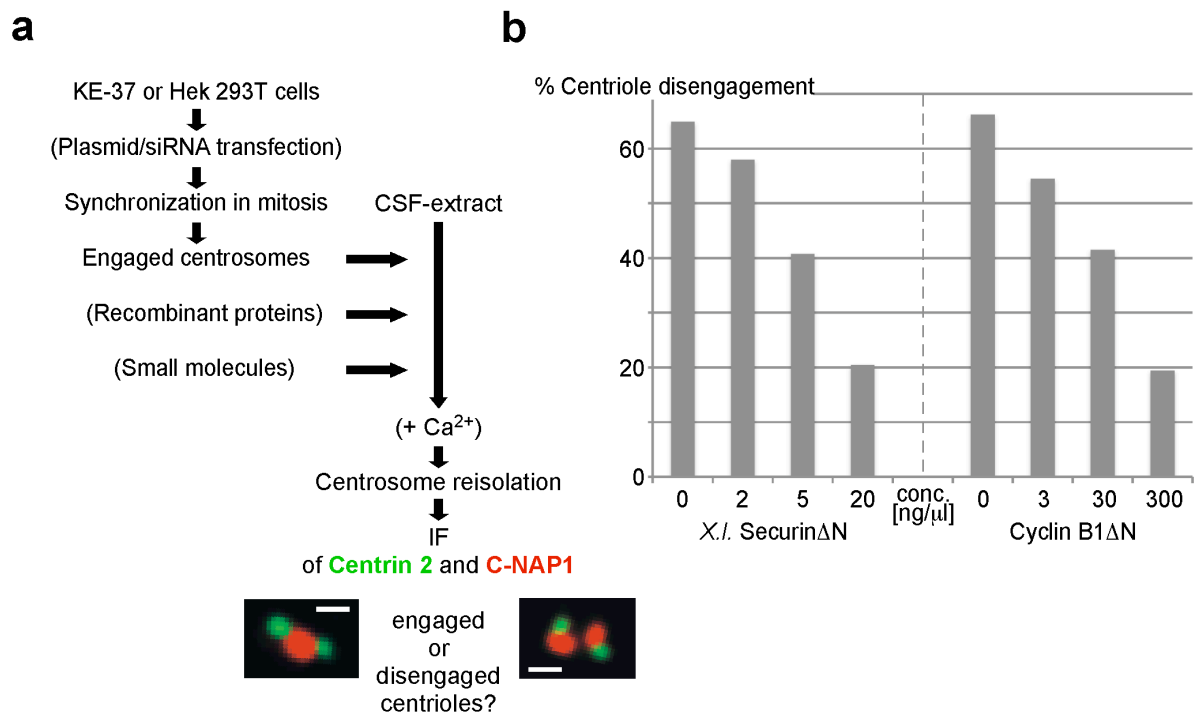 a
KE-37 or Hek 293T cells
(Plasmid/siRNA transfection)
Synchronization in mitosis
CSF-extract
Engaged centrosomes
(Recombinant proteins)
(Small molecules)
(+ Ca²⁺)
Centrosome reisolation
IF
of Centrin 2 and C-NAP1
engaged
or
disengaged
centrioles?
b
% Centriole disengagement
60
40
20
0
0 2 5 20 conc. 0 3 30 300
[ng/µl]
X.l. SecurinΔN Cyclin B1ΔN